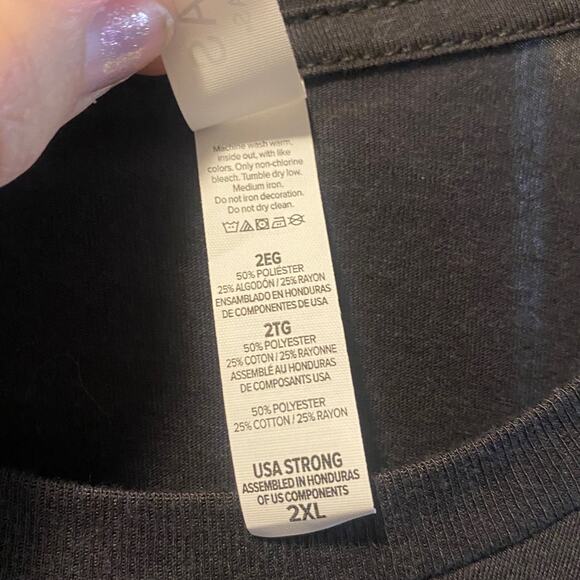 Machine wash warm,
inside out, with like
colors. Only non-chlorine
bleach. Tumble dry low.
Medium iron.
Do not iron decoration.
Do not dry clean.
2EG
50% POLIESTER
25% ALGODÓN / 25% RAYON
ENSAMBLADO EN HONDURAS
DE COMPONENTES DE USA
2TG
50% POLYESTER
25% COTON / 25% RAYONNE
ASSEMBLÉ AU HONDURAS
DE COMPOSANTS USA
50% POLYESTER
25% COTTON / 25% RAYON
USA STRONG
ASSEMBLED IN HONDURAS
OF US COMPONENTS
2XL